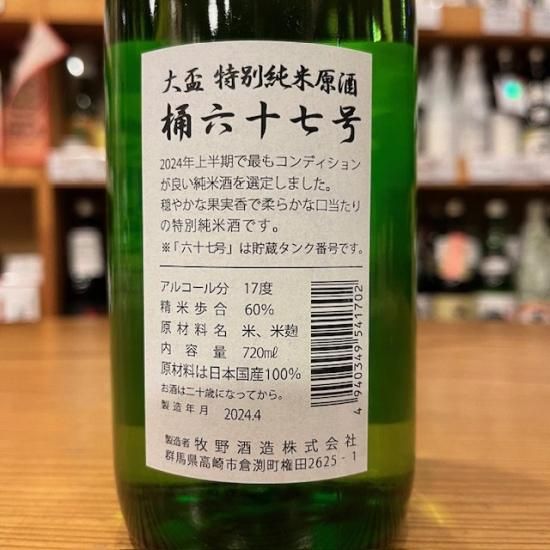 大盃 特別純米原酒
桶六十七号
2024年上半期で最もコンディション
が良い純米酒を選定しました。
穏やかな果実香で柔らかな口当たり
の特別純米酒です。
※「六十七号」は貯蔵タンク番号です。
アルコール分 17度
精米歩合 60%
原材料名 米、米麹
内容量 720㎖
原材料は日本国産100%
お酒は二十歳になってから。
製造年月 2024.4
製造者 牧野酒造株式会社
群馬県高崎市倉渕町権田2625-1
4 940349 541702